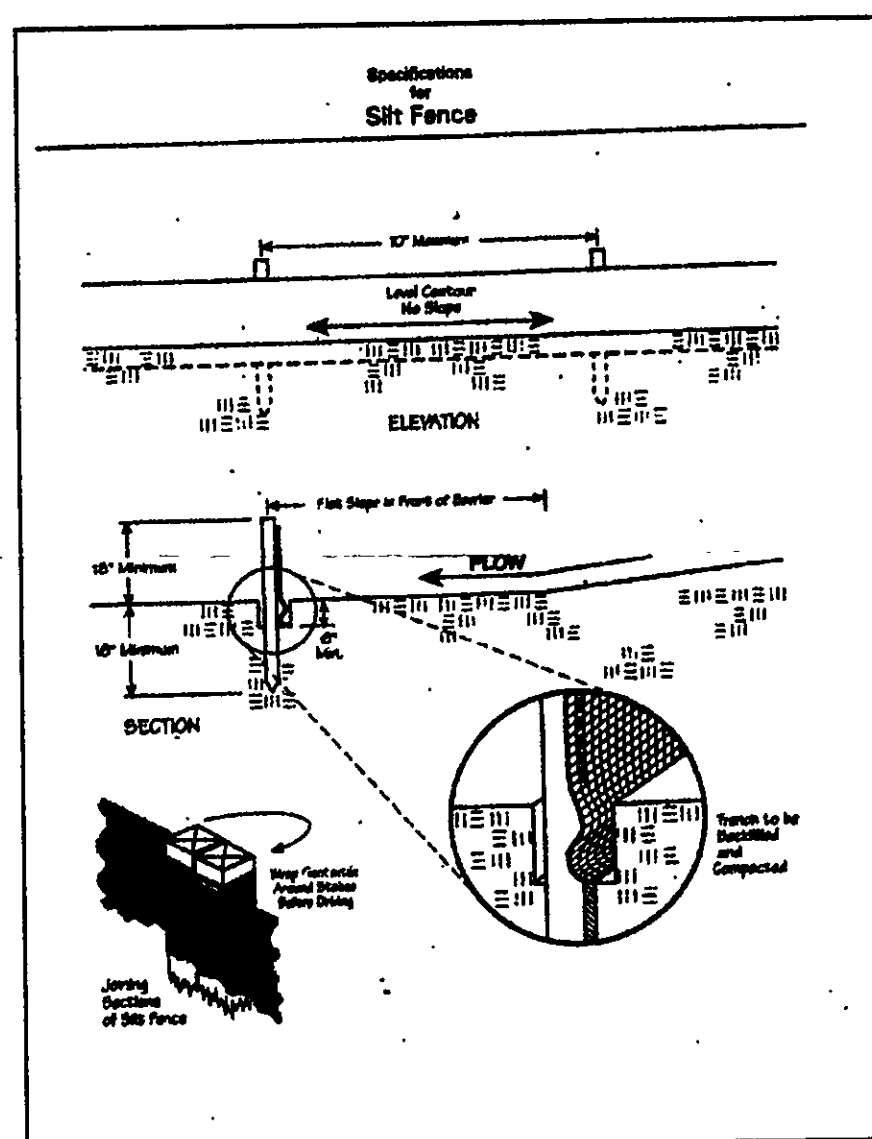 Specifications
for
Silt Fence
10" Maximum
Level Contour
No Slope
ELEVATION
Flat Slope in Front of Barrier
18" Minimum
FLOW
18" Minimum
6"
Min.
SECTION
Trench to be
Backfilled
and
Compacted
Wrap
Around Stakes
Before Driving
Joining
Sections
of Silt Fence